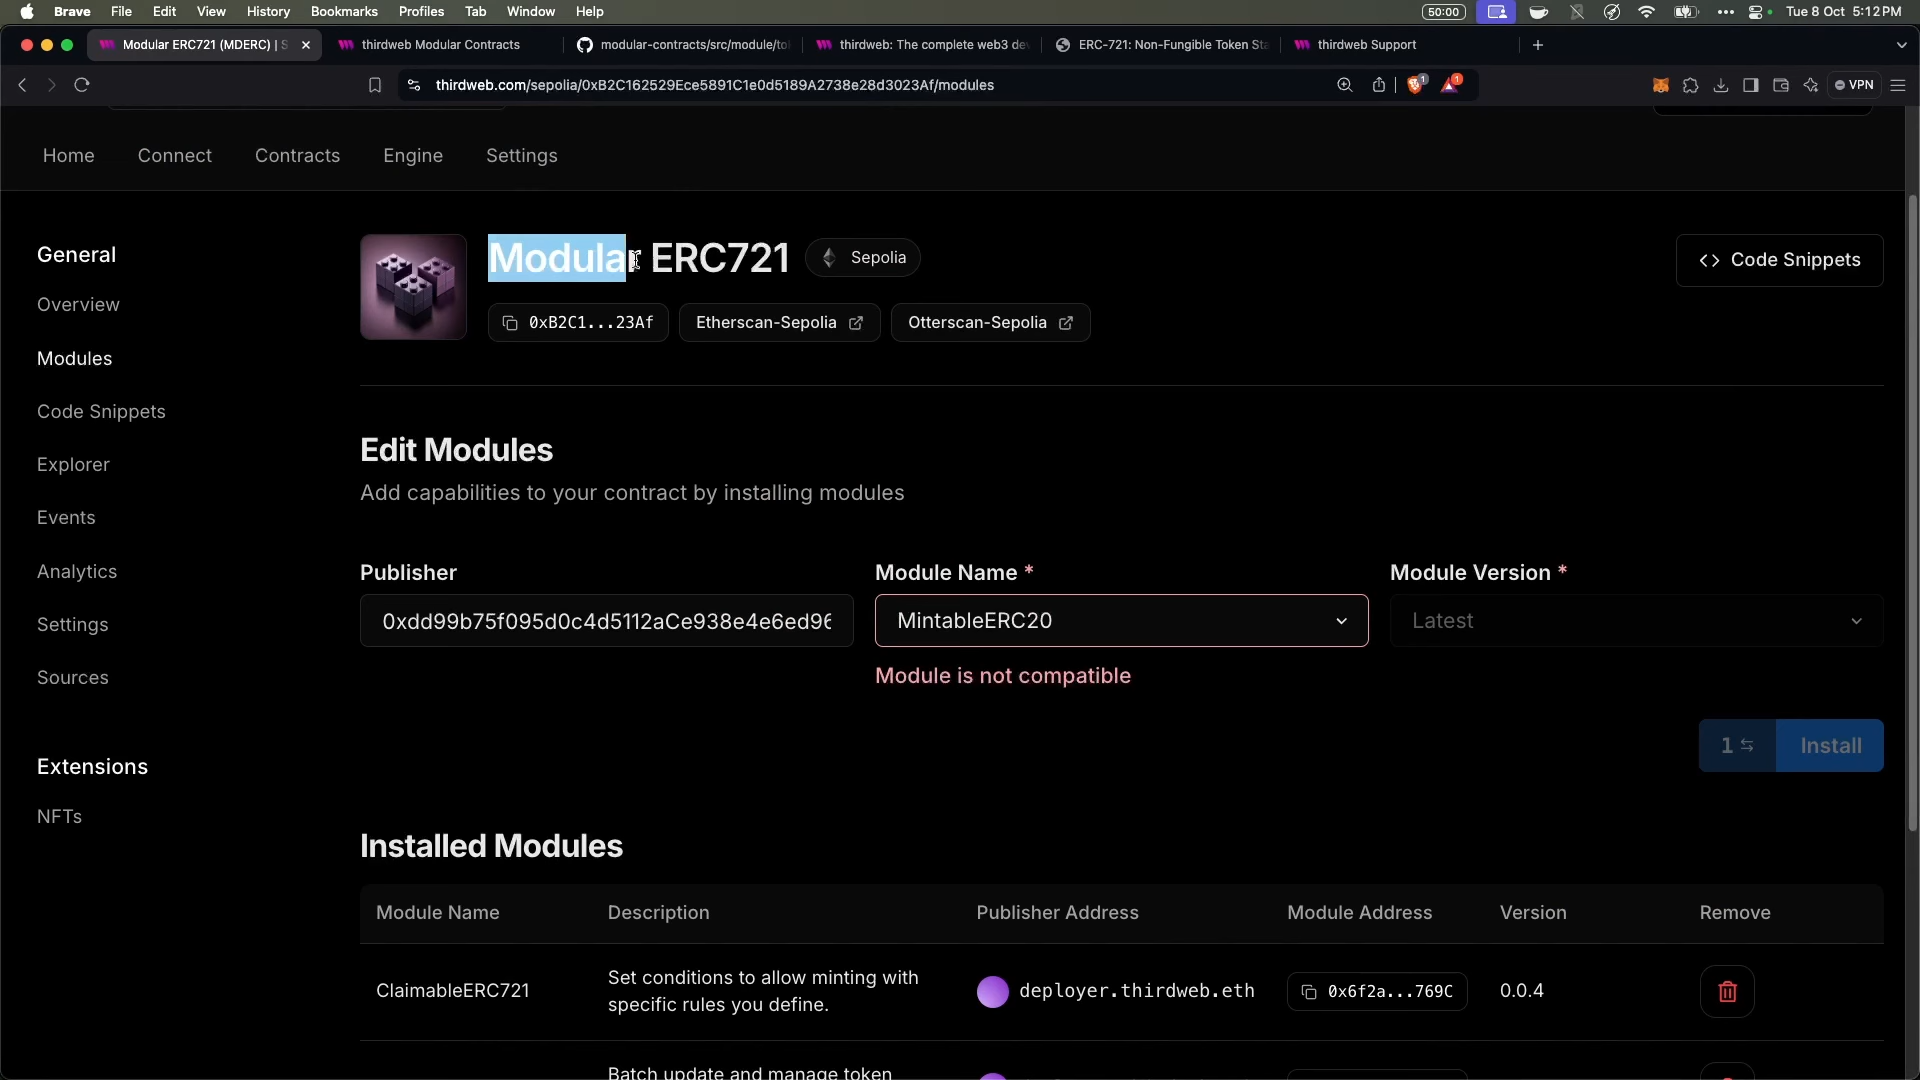 Brave File Edit View History Bookmarks Profiles Tab Window Help 50:00 Tue 8 Oct 5:12 PM
Modular ERC721 (MDERC) | S thirdweb Modular Contracts modular-contracts/src/module/to thirdweb: The complete web3 de ERC-721: Non-Fungible Token Sta thirdweb Support
thirdweb.com/sepolia/0xB2C162529Ece5891C1e0d5189A2738e28d3023Af/modules 1 1 VPN
Home Connect Contracts Engine Settings
General
Overview
Modules
Code Snippets
Explorer
Events
Analytics
Settings
Sources
Extensions
NFTs
Modular ERC721 Sepolia
0xB2C1...23Af Etherscan-Sepolia Otterscan-Sepolia
<> Code Snippets
Edit Modules
Add capabilities to your contract by installing modules
Publisher Module Name * Module Version *
0xdd99b75f095d0c4d5112aCe938e4e6ed96 MintableERC20 Latest
Module is not compatible
1 Install
Installed Modules
Module Name Description Publisher Address Module Address Version Remove
ClaimableERC721 Set conditions to allow minting with
specific rules you define. deployer.thirdweb.eth 0x6f2a...769C 0.0.4
Batch update and manage token